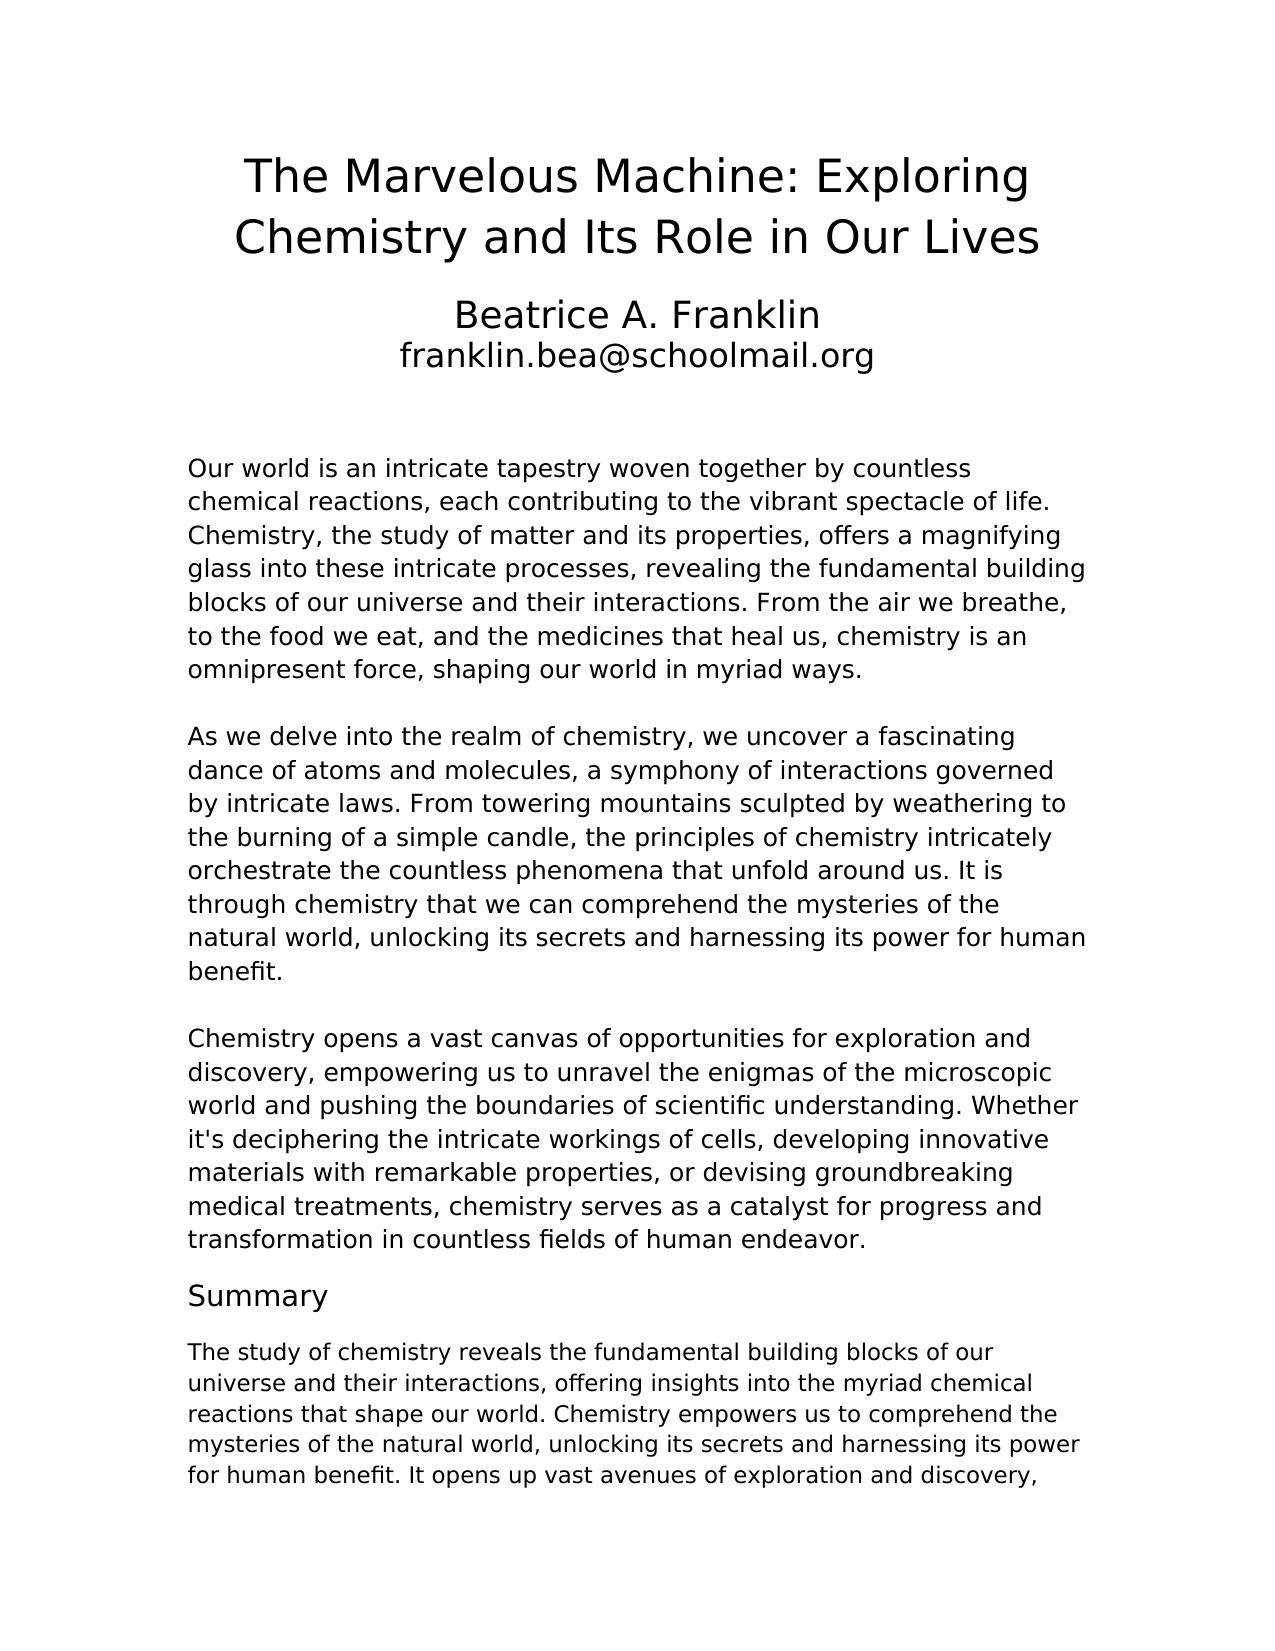 The Marvelous Machine: Exploring
Chemistry and Its Role in Our Lives
Beatrice A. Franklin
franklin.bea@schoolmail.org
Our world is an intricate tapestry woven together by countless
chemical reactions, each contributing to the vibrant spectacle of life.
Chemistry, the study of matter and its properties, offers a magnifying
glass into these intricate processes, revealing the fundamental building
blocks of our universe and their interactions. From the air we breathe,
to the food we eat, and the medicines that heal us, chemistry is an
omnipresent force, shaping our world in myriad ways.
As we delve into the realm of chemistry, we uncover a fascinating
dance of atoms and molecules, a symphony of interactions governed
by intricate laws. From towering mountains sculpted by weathering to
the burning of a simple candle, the principles of chemistry intricately
orchestrate the countless phenomena that unfold around us. It is
through chemistry that we can comprehend the mysteries of the
natural world, unlocking its secrets and harnessing its power for human
benefit.
Chemistry opens a vast canvas of opportunities for exploration and
discovery, empowering us to unravel the enigmas of the microscopic
world and pushing the boundaries of scientific understanding. Whether
it's deciphering the intricate workings of cells, developing innovative
materials with remarkable properties, or devising groundbreaking
medical treatments, chemistry serves as a catalyst for progress and
transformation in countless fields of human endeavor.
Summary
The study of chemistry reveals the fundamental building blocks of our
universe and their interactions, offering insights into the myriad chemical
reactions that shape our world. Chemistry empowers us to comprehend the
mysteries of the natural world, unlocking its secrets and harnessing its power
for human benefit. It opens up vast avenues of exploration and discovery,